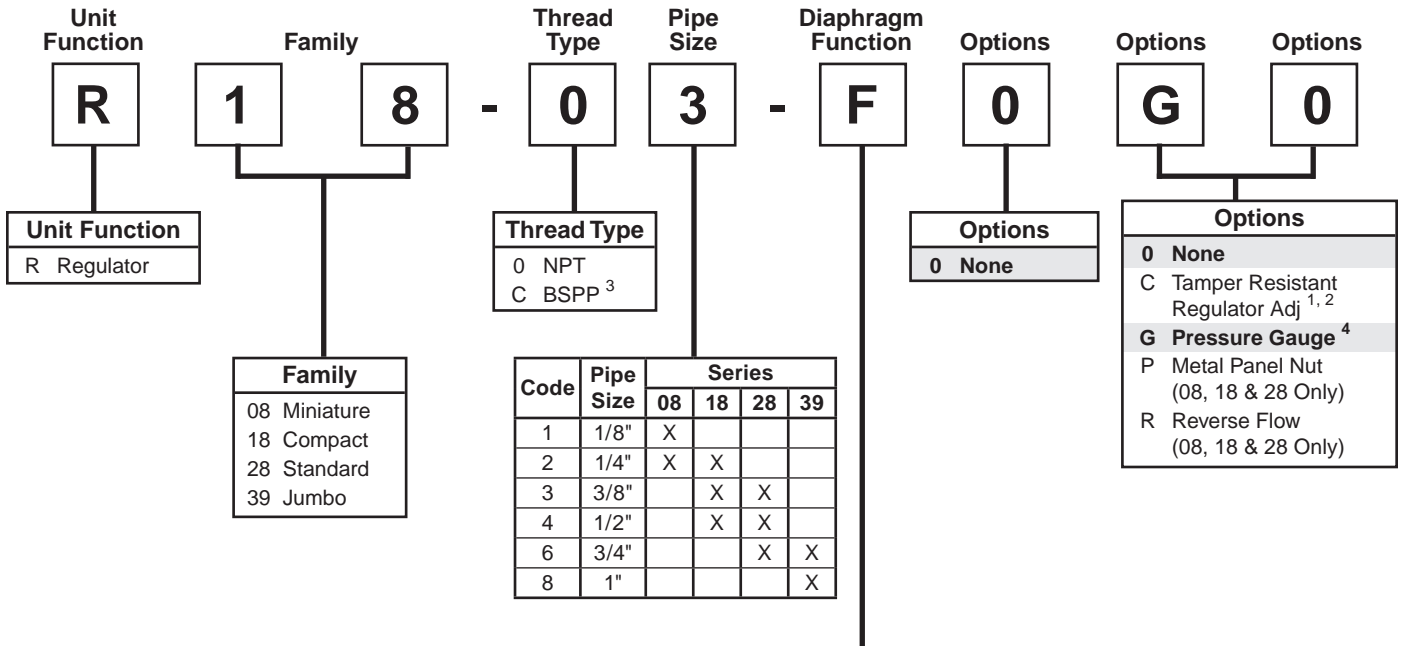 Unit Function
Family
Thread Type
Pipe Size
Diaphragm Function
Options
Options
Options
R 1 8 - 0 3 - F 0 G 0
Unit Function
R Regulator
Family
08 Miniature
18 Compact
28 Standard
39 Jumbo
Thread Type
0 NPT
C BSPP 3
Code Pipe Size Series
08 18 28 39
1 1/8" X
2 1/4" X X
3 3/8" X X
4 1/2" X X
6 3/4" X X
8 1" X
Options
0 None
Options
0 None
C Tamper Resistant
Regulator Adj 1, 2
G Pressure Gauge 4
P Metal Panel Nut
(08, 18 & 28 Only)
R Reverse Flow
(08, 18 & 28 Only)